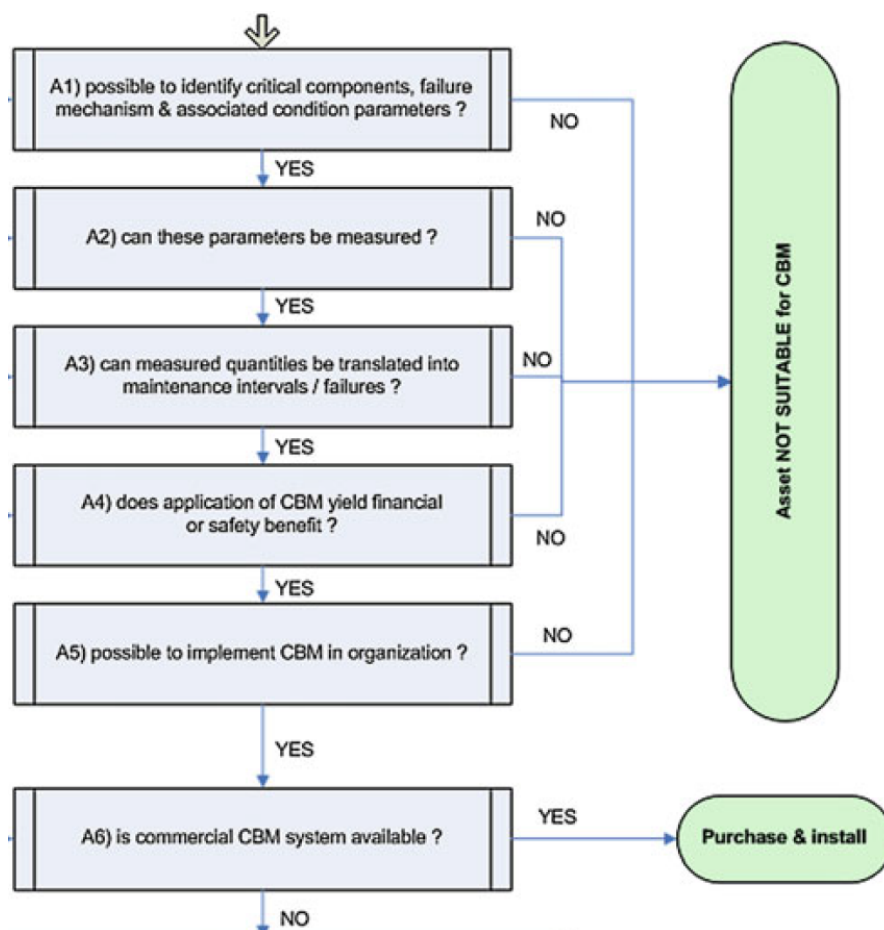 A1) possible to identify critical components, failure
mechanism & associated condition parameters ?
NO
YES
A2) can these parameters be measured ?
NO
YES
A3) can measured quantities be translated into
maintenance intervals / failures ?
NO
YES
A4) does application of CBM yield financial
or safety benefit ?
NO
YES
A5) possible to implement CBM in organization ?
NO
YES
Asset NOT SUITABLE for CBM
A6) is commercial CBM system available ?
YES
Purchase & install
NO